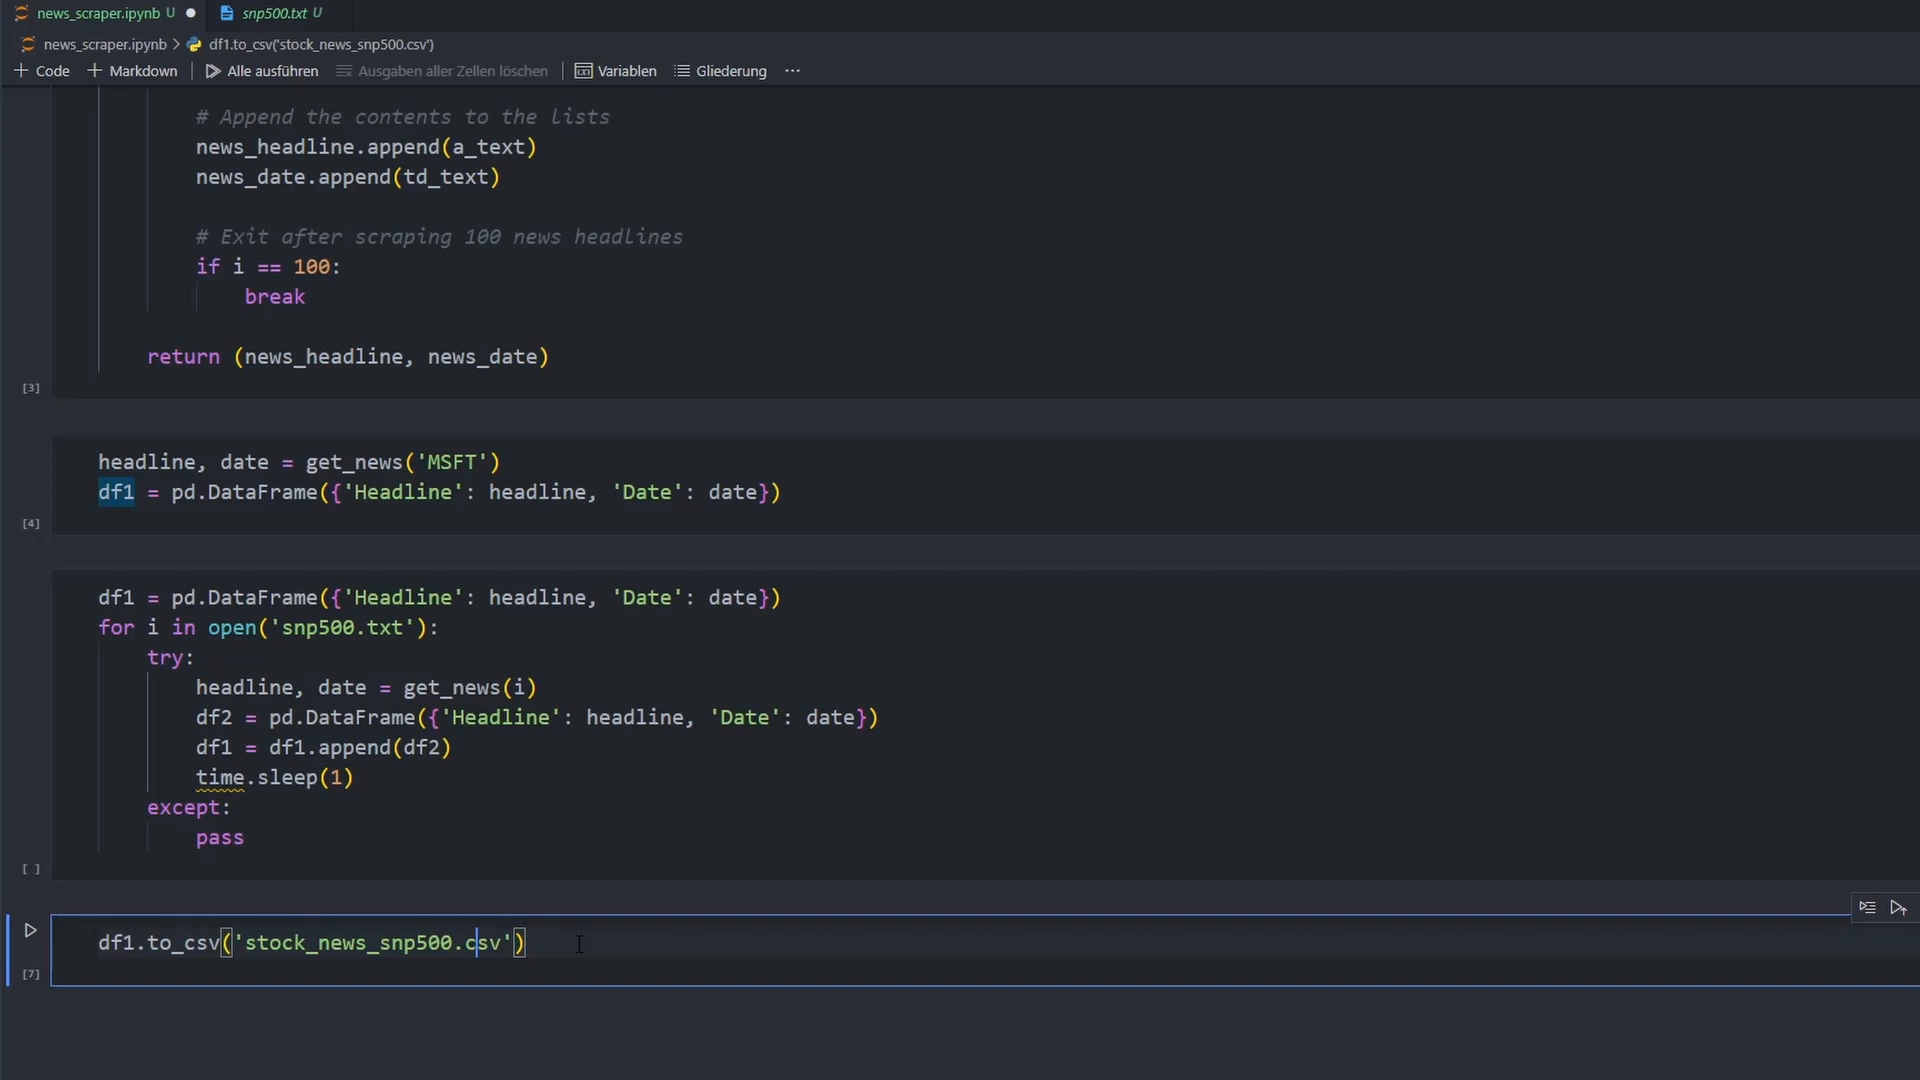 news_scraper.ipynb U ● snp500.txt U
news_scraper.ipynb > df1.to_csv('stock_news_snp500.csv')
+ Code + Markdown | Alle ausführen Ausgaben aller Zellen löschen | Variablen Gliederung ...
# Append the contents to the lists
news_headline.append(a_text)
news_date.append(td_text)
# Exit after scraping 100 news headlines
if i == 100:
break
return (news_headline, news_date)
[3]
headline, date = get_news('MSFT')
df1 = pd.DataFrame({'Headline': headline, 'Date': date})
[4]
df1 = pd.DataFrame({'Headline': headline, 'Date': date})
for i in open('snp500.txt'):
try:
headline, date = get_news(i)
df2 = pd.DataFrame({'Headline': headline, 'Date': date})
df1 = df1.append(df2)
time.sleep(1)
except:
pass
[ ]
df1.to_csv('stock_news_snp500.csv')
[7]